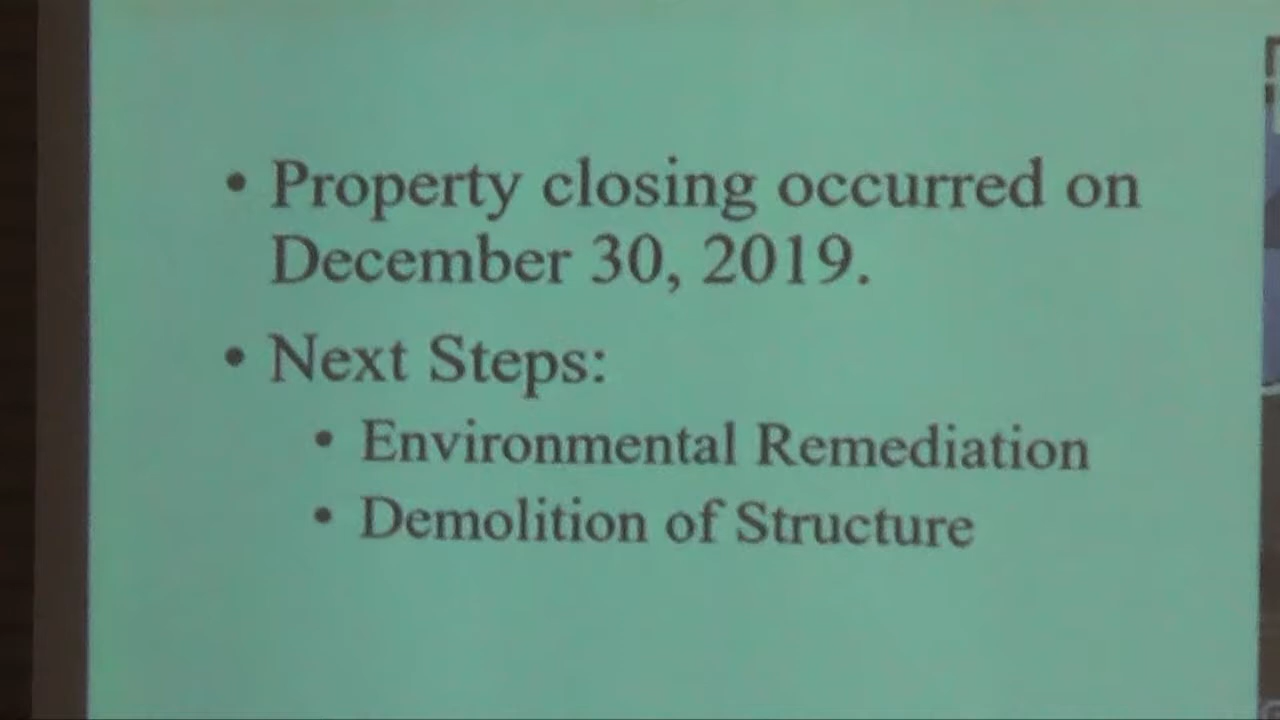 • Property closing occurred on
December 30, 2019.
• Next Steps:
• Environmental Remediation
• Demolition of Structure